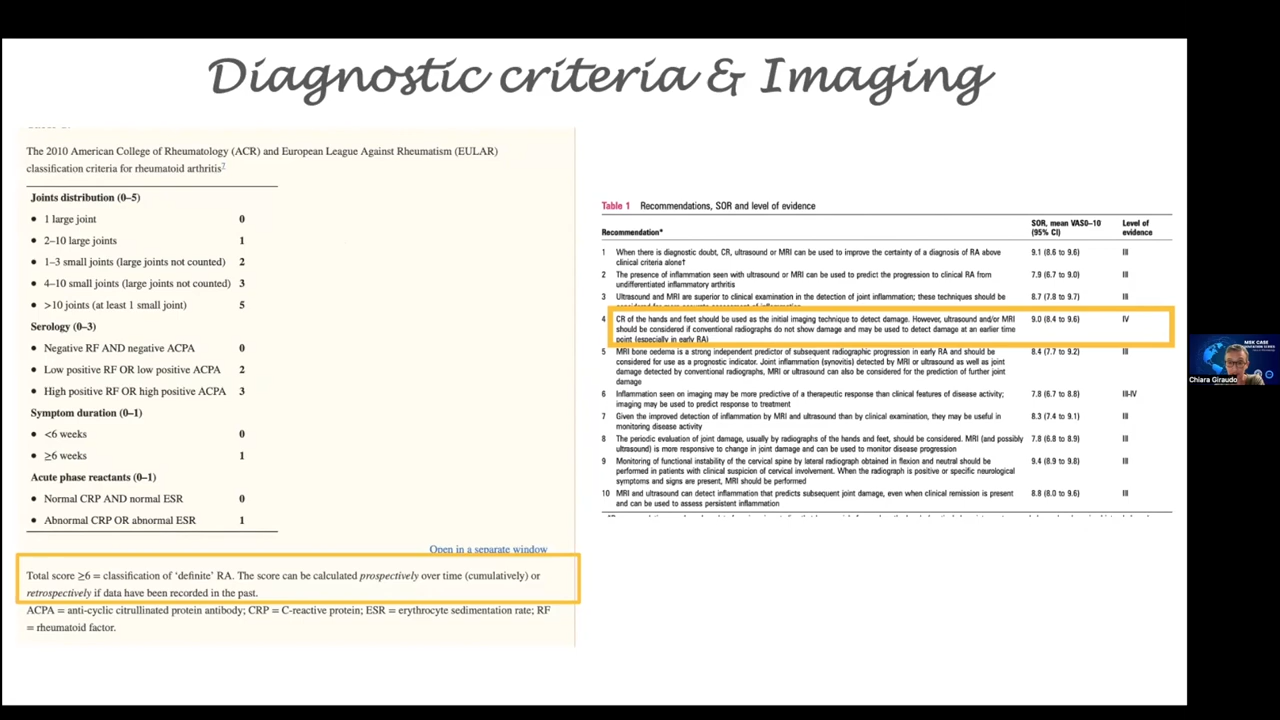 Diagnostic criteria & Imaging
The 2010 American College of Rheumatology (ACR) and European League Against Rheumatism (EULAR)
classification criteria for rheumatoid arthritis7
Joints distribution (0–5)
• 1 large joint 0
• 2–10 large joints 1
• 1–3 small joints (large joints not counted) 2
• 4–10 small joints (large joints not counted) 3
• >10 joints (at least 1 small joint) 5
Serology (0–3)
• Negative RF AND negative ACPA 0
• Low positive RF OR low positive ACPA 2
• High positive RF OR high positive ACPA 3
Symptom duration (0–1)
• <6 weeks 0
• ≥6 weeks 1
Acute phase reactants (0–1)
• Normal CRP AND normal ESR 0
• Abnormal CRP OR abnormal ESR 1
Open in a separate window
Total score ≥6 = classification of ‘definite’ RA. The score can be calculated prospectively over time (cumulatively) or
retrospectively if data have been recorded in the past.
ACPA = anti-cyclic citrullinated protein antibody; CRP = C-reactive protein; ESR = erythrocyte sedimentation rate; RF
= rheumatoid factor.
Table 1 Recommendations, SOR and level of evidence
SOR, mean VAS0–10 Level of
Recommendation* (95% CI) evidence
1 When there is diagnostic doubt, CR, ultrasound or MRI can be used to improve the certainty of a diagnosis of RA above 9.1 (8.6 to 9.6) III
clinical criteria alone†
2 The presence of inflammation seen with ultrasound or MRI can be used to predict the progression to clinical RA from 7.9 (6.7 to 9.0) III
undifferentiated inflammatory arthritis
3 Ultrasound and MRI are superior to clinical examination in the detection of joint inflammation; these techniques should be 8.7 (7.8 to 9.7) III
4 CR of the hands and feet should be used as the initial imaging technique to detect damage. However, ultrasound and/or MRI 9.0 (8.4 to 9.6) IV
should be considered if conventional radiographs do not show damage and may be used to detect damage at an earlier time
point (especially in early RA)
5 MRI bone oedema is a strong independent predictor of subsequent radiographic progression in early RA and should be 8.4 (7.7 to 9.2) III
considered for use as a prognostic indicator. Joint inflammation (synovitis) detected by MRI or ultrasound as well as joint
damage detected by conventional radiographs, MRI or ultrasound can also be considered for the prediction of further joint
damage
6 Inflammation seen on imaging may be more predictive of a therapeutic response than clinical features of disease activity; 7.8 (6.7 to 8.8) III-IV
imaging may be used to predict response to treatment
7 Given the improved detection of inflammation by MRI and ultrasound than by clinical examination, they may be useful in 8.3 (7.4 to 9.1) III
monitoring disease activity
8 The periodic evaluation of joint damage, usually by radiographs of the hands and feet, should be considered. MRI (and possibly 7.8 (6.8 to 8.9) III
ultrasound) is more responsive to change in joint damage and can be used to monitor disease progression
9 Monitoring of functional instability of the cervical spine by lateral radiograph obtained in flexion and neutral should be 9.4 (8.9 to 9.8) III
performed in patients with clinical suspicion of cervical involvement. When the radiograph is positive or specific neurological
symptoms and signs are present, MRI should be performed
10 MRI and ultrasound can detect inflammation that predicts subsequent joint damage, even when clinical remission is present 8.8 (8.0 to 9.6) III
and can be used to assess persistent inflammation
Chiara Giraudo